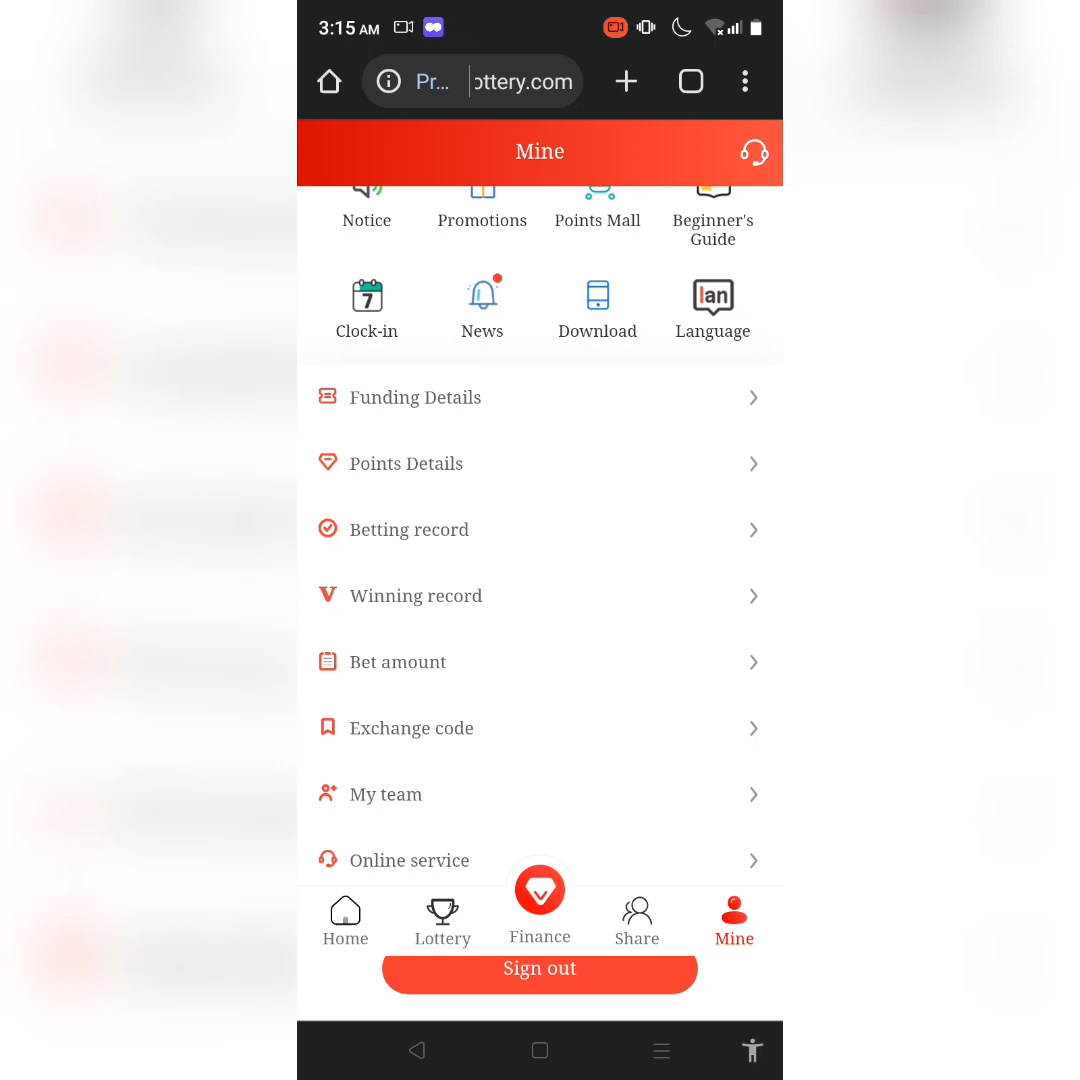 3:15 AM
Pr... ottery.com
Mine
Notice
Promotions
Points Mall
Beginner's
Guide
7
lan
Clock-in
News
Download
Language
Funding Details
Points Details
Betting record
Winning record
Bet amount
Exchange code
My team
Online service
Home
Lottery
Finance
Share
Mine
Sign out